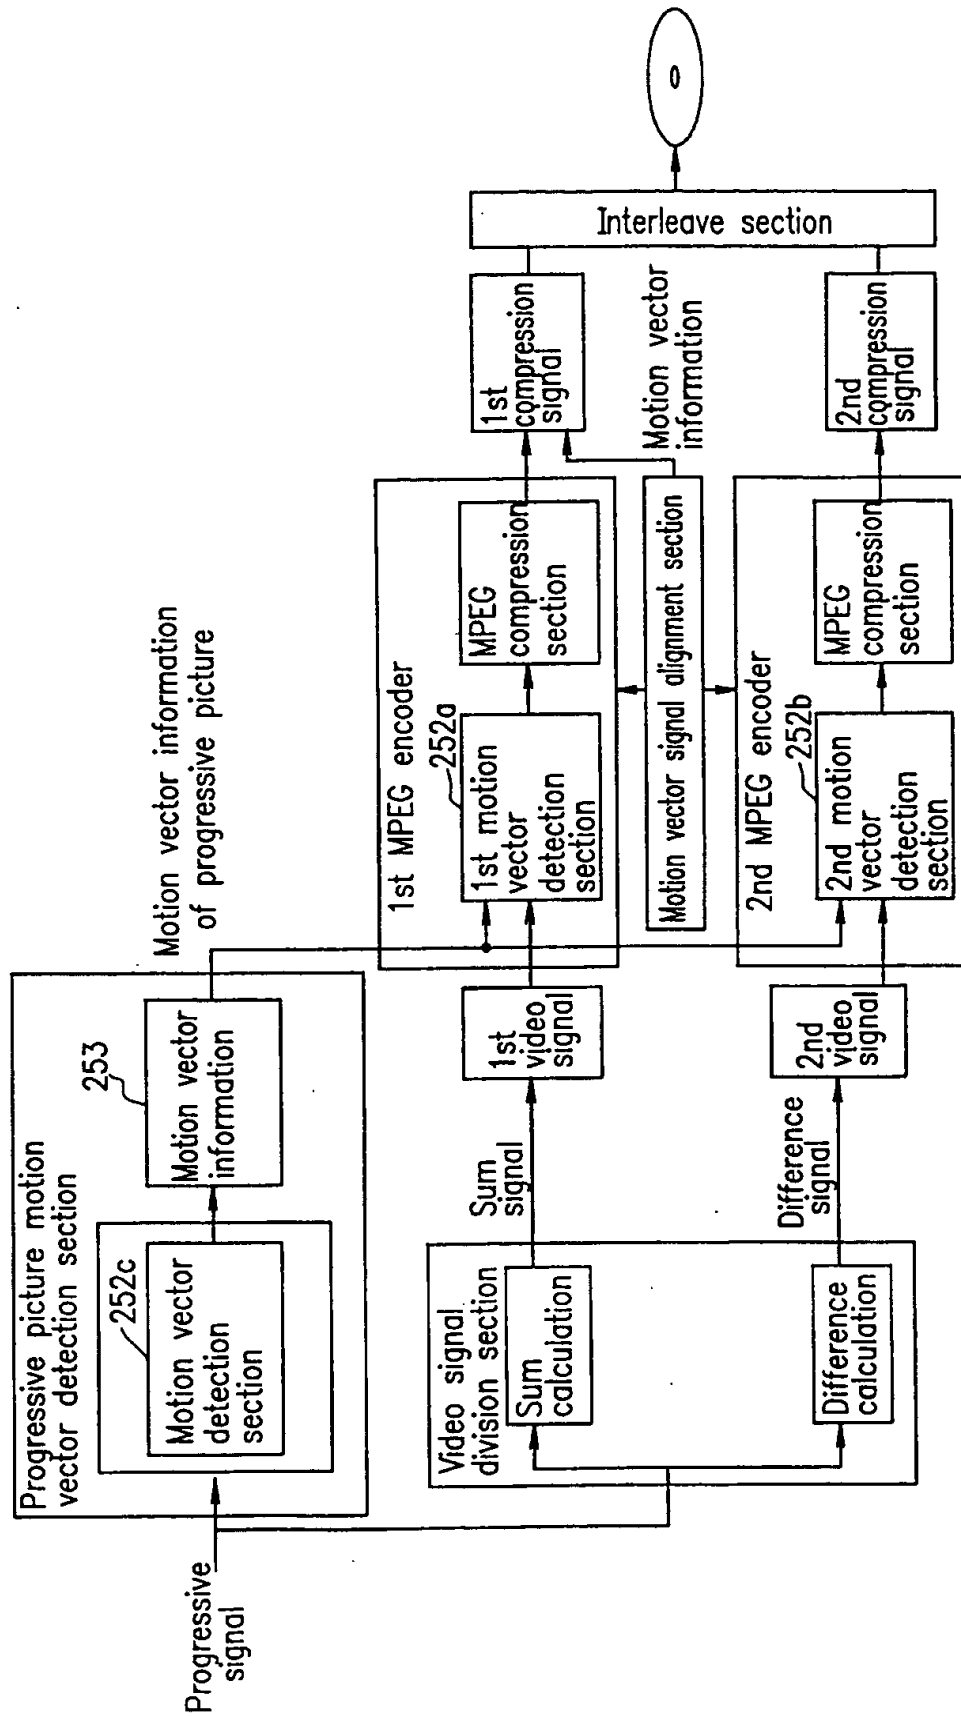 Progressive
signal
Progressive picture motion
vector detection section
252c
Motion vector
detection
section
253
Motion vector
information
Motion vector information
of progressive picture
Video signal
division section
Sum
calculation
Difference
calculation
Sum
signal
Difference
signal
1st
video
signal
2nd
video
signal
1st MPEG encoder
252a
1st motion
vector
detection
section
MPEG
compression
section
Motion vector signal alignment section
2nd MPEG encoder
252b
2nd motion
vector
detection
section
MPEG
compression
section
1st
compression
signal
Motion vector
information
2nd
compression
signal
Interleave section